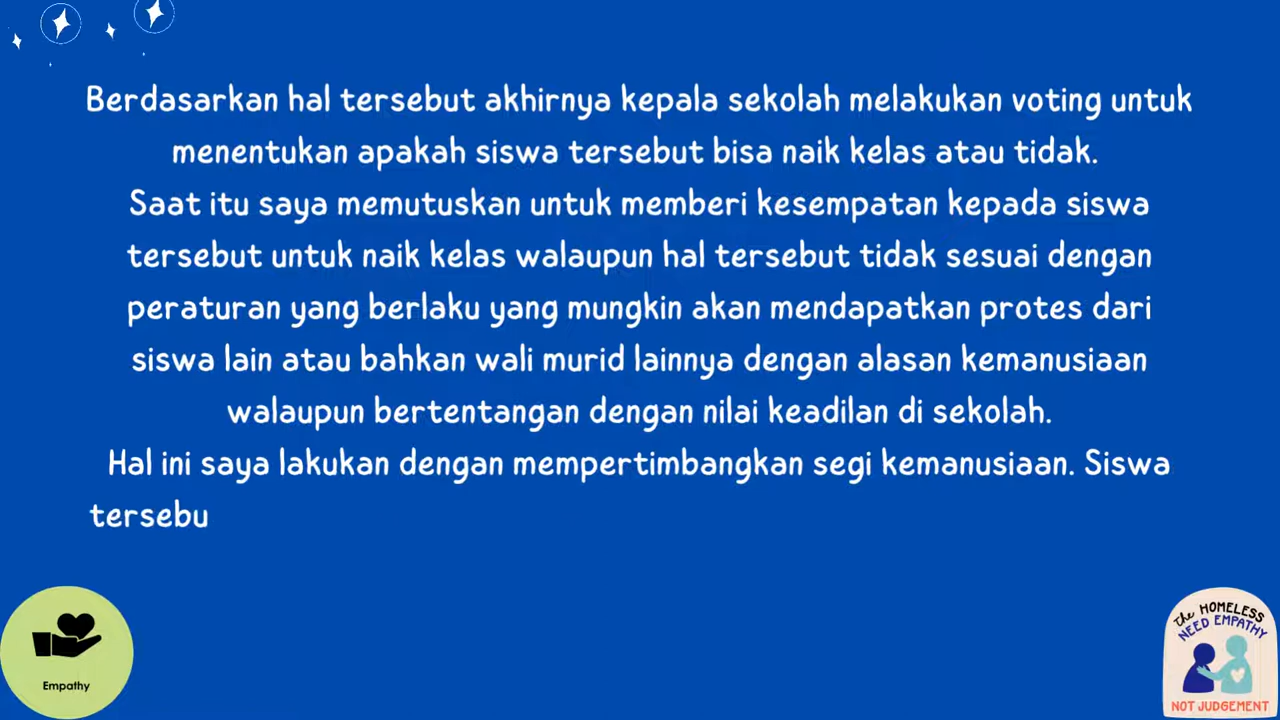 Berdasarkan hal tersebut akhirnya kepala sekolah melakukan voting untuk
menentukan apakah siswa tersebut bisa naik kelas atau tidak.
Saat itu saya memutuskan untuk memberi kesempatan kepada siswa
tersebut untuk naik kelas walaupun hal tersebut tidak sesuai dengan
peraturan yang berlaku yang mungkin akan mendapatkan protes dari
siswa lain atau bahkan wali murid lainnya dengan alasan kemanusiaan
walaupun bertentangan dengan nilai keadilan di sekolah.
Hal ini saya lakukan dengan mempertimbangkan segi kemanusiaan. Siswa
tersebu
Empathy
the HOMELESS
NEED EMPATHY
NOT JUDGEMENT